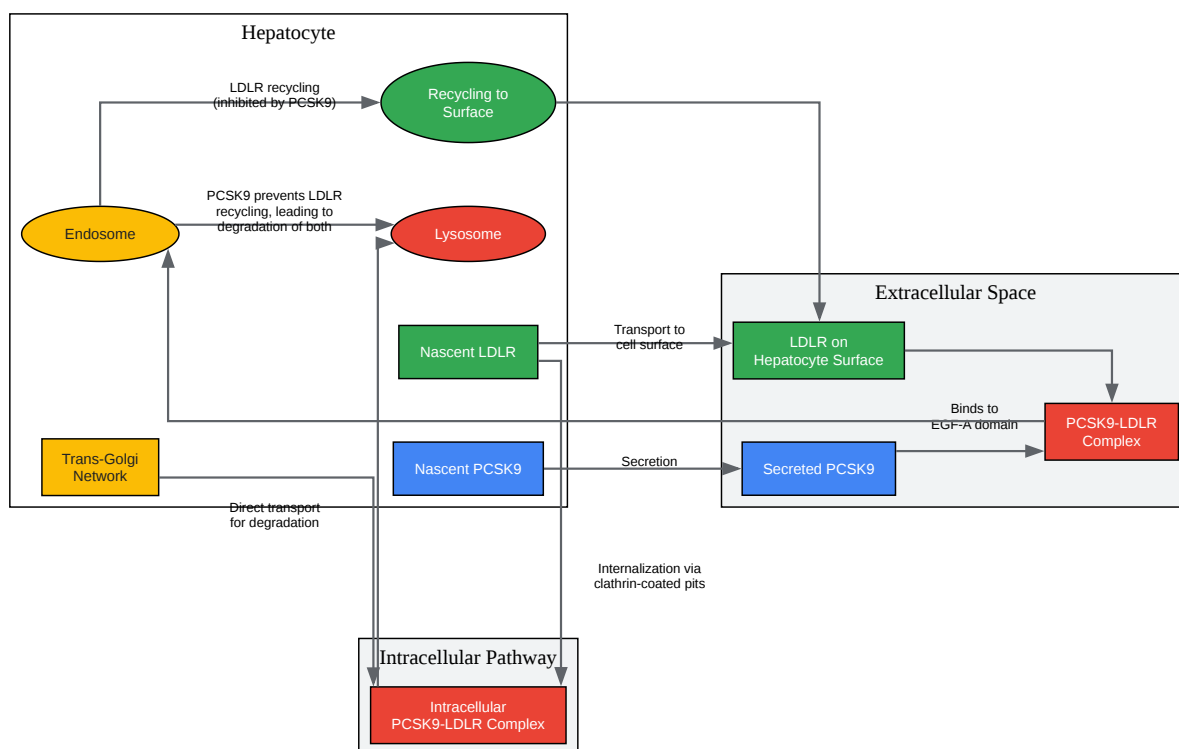 Hepatocyte
LDLR recycling
(inhibited by PCSK9)
Recycling to
Surface
PCSK9 prevents LDLR
recycling, leading to
degradation of both
Endosome
Lysosome
Extracellular Space
Nascent LDLR
Transport to
cell surface
LDLR on
Hepatocyte Surface
Binds to
EGF-A domain
PCSK9-LDLR
Complex
Trans-Golgi
Network
Nascent PCSK9
Secretion
Secreted PCSK9
Direct transport
for degradation
Internalization via
clathrin-coated pits
Intracellular Pathway
Intracellular
PCSK9-LDLR Complex